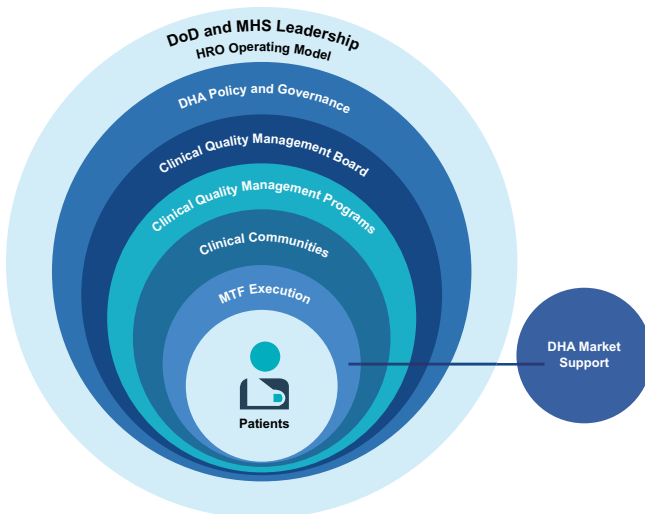 DoD and MHS Leadership
HRO Operating Model
DHA Policy and Governance
Clinical Quality Management Board
Clinical Quality Management Programs
Clinical Communities
MTF Execution
Patients
DHA Market
Support